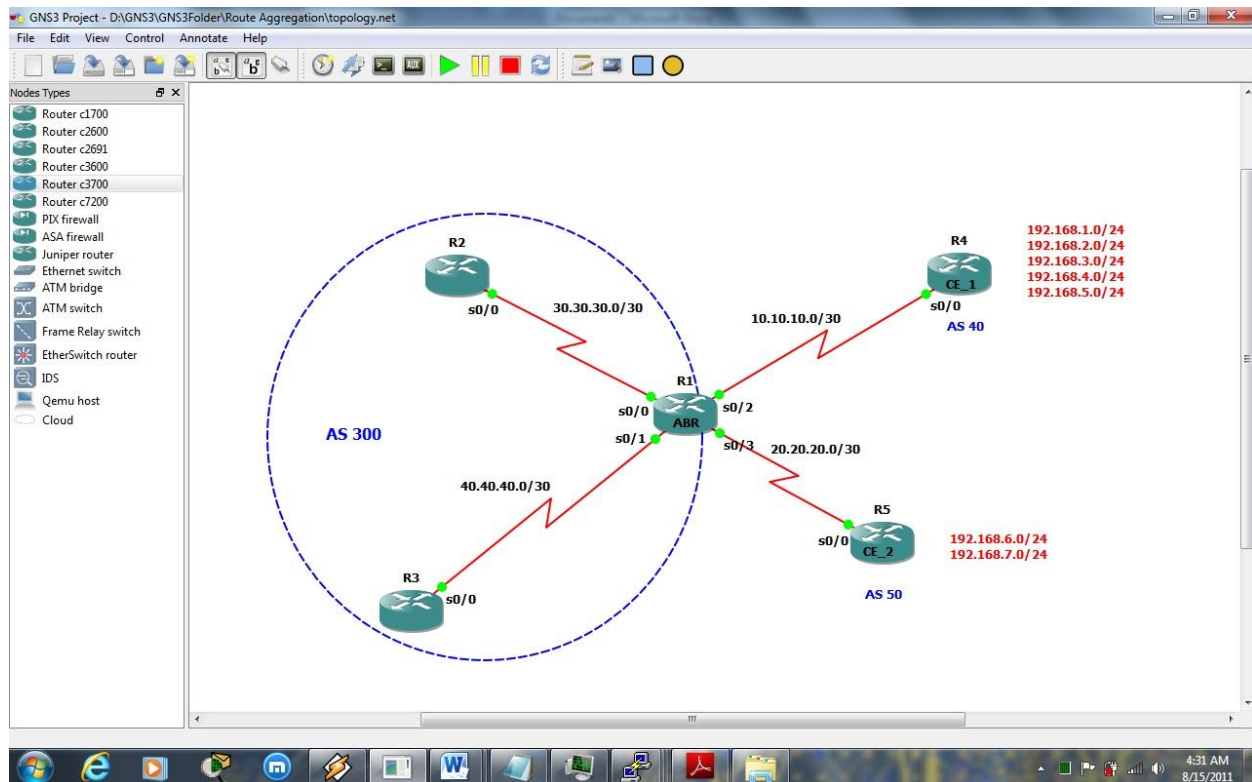 GNS3 Project - D:\GNS3\GNS3Folder\Route Aggregation\topology.net
File Edit View Control Annotate Help
Nodes Types
Router c1700
Router c2600
Router c2691
Router c3600
Router c3700
Router c7200
PIX firewall
ASA firewall
Juniper router
Ethernet switch
ATM bridge
ATM switch
Frame Relay switch
EtherSwitch router
IDS
Qemu host
Cloud
R2
s0/0
30.30.30.0/30
AS 300
R1
ABR
s0/0
s0/1
s0/2
s0/3
10.10.10.0/30
R4
CE_1
s0/0
AS 40
192.168.1.0/24
192.168.2.0/24
192.168.3.0/24
192.168.4.0/24
192.168.5.0/24
20.20.20.0/30
40.40.40.0/30
R5
s0/0
CE_2
AS 50
192.168.6.0/24
192.168.7.0/24
R3
s0/0
4:31 AM
8/15/2011